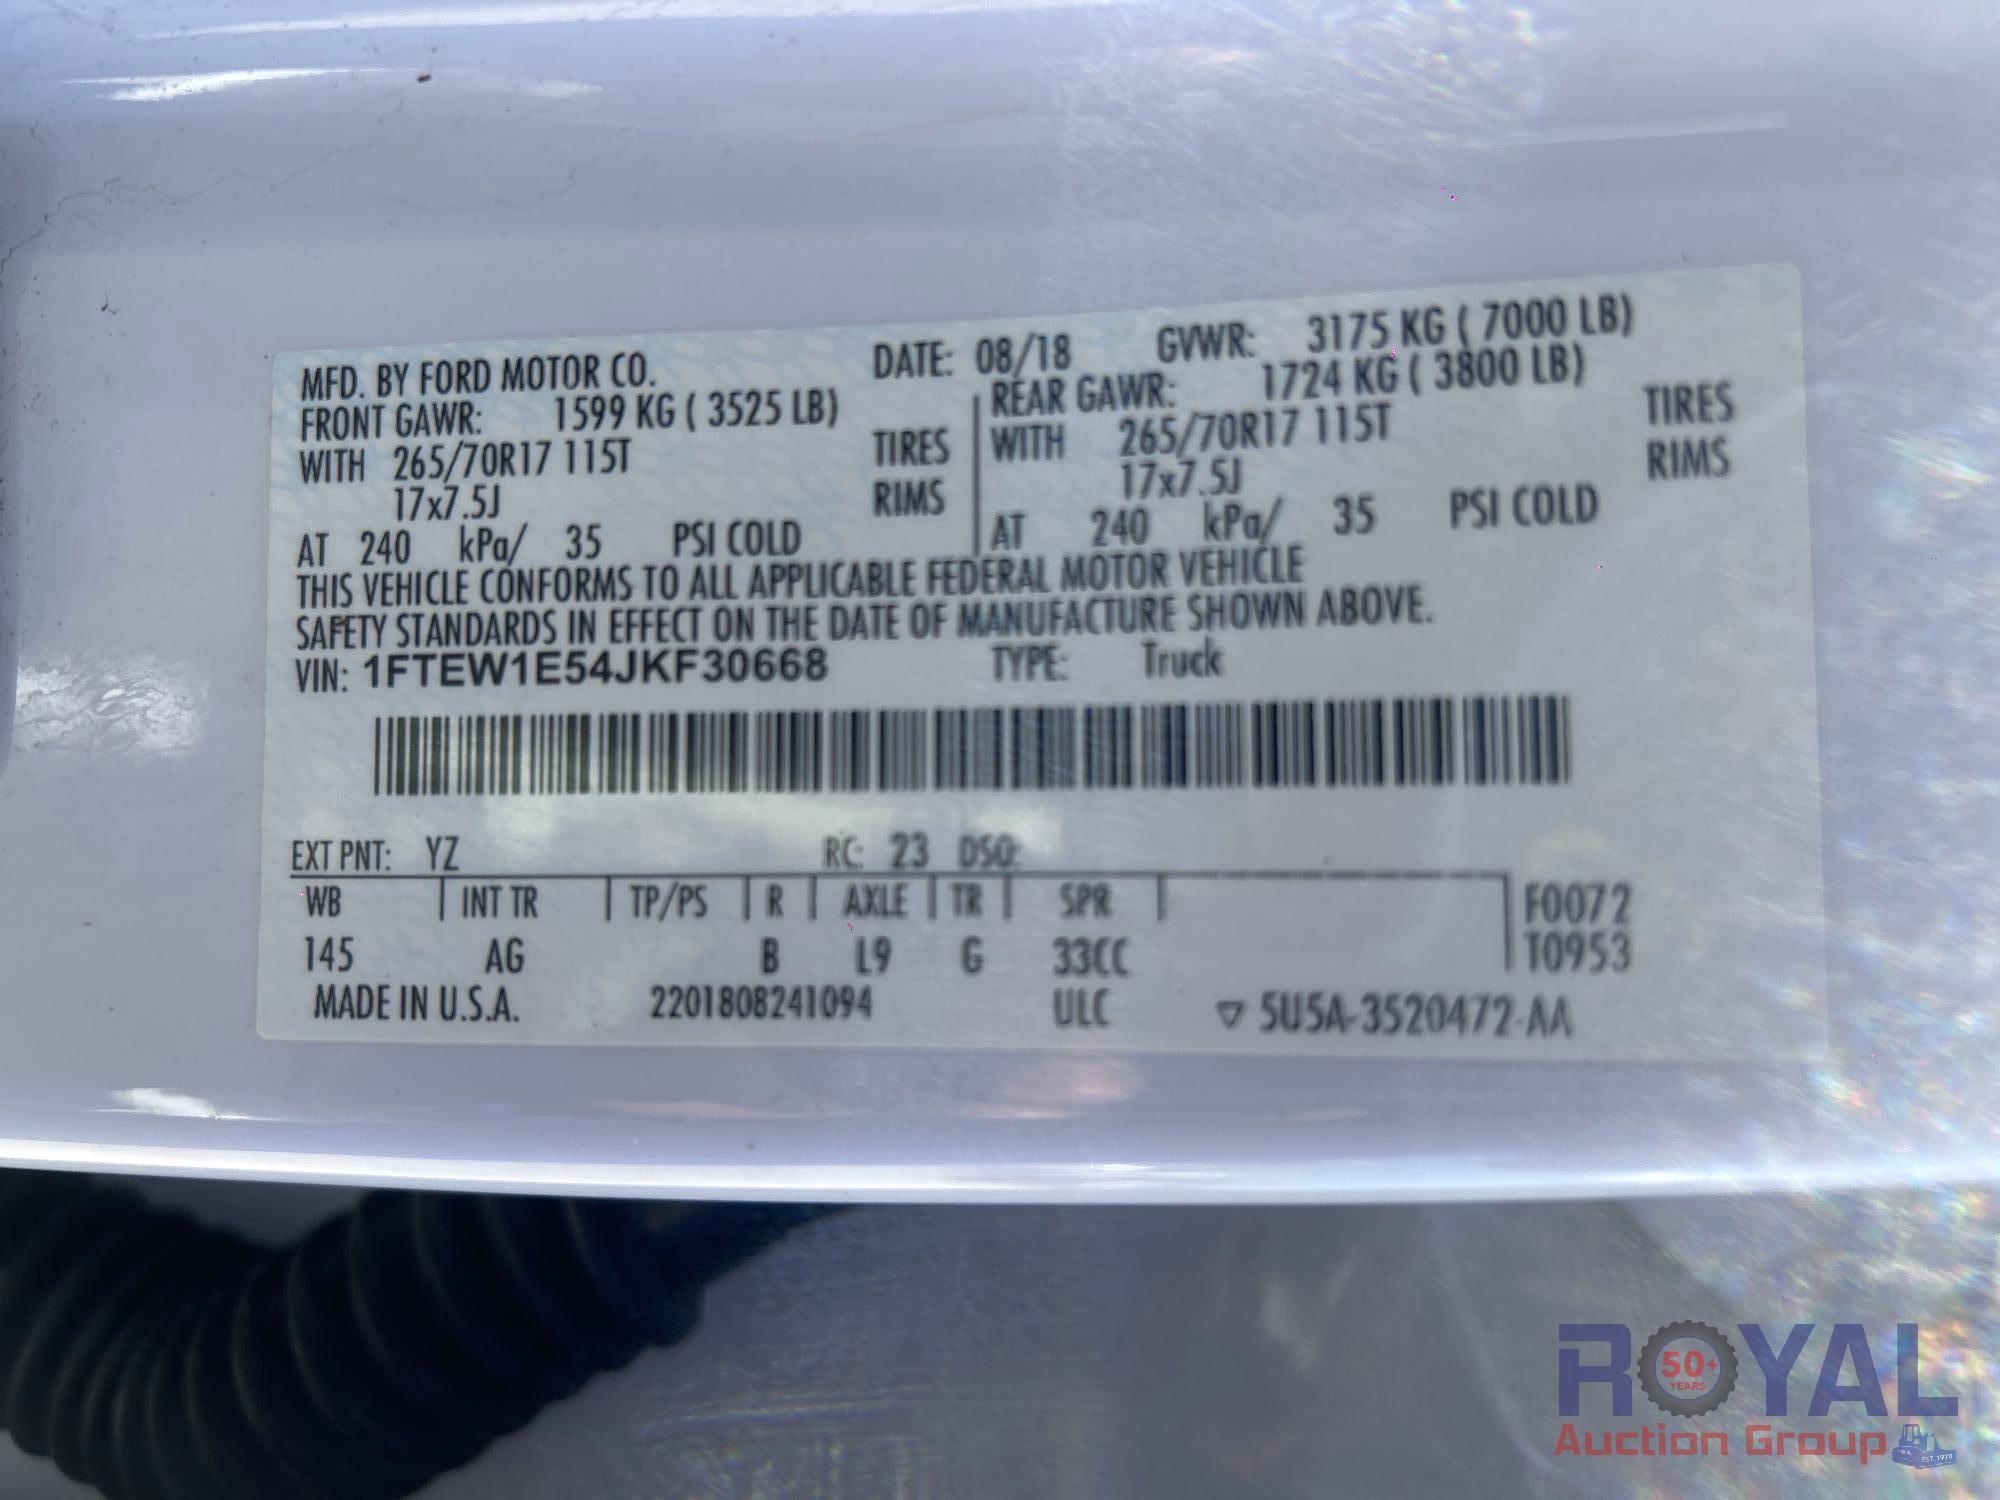 MFD. BY FORD MOTOR CO. DATE: 08/18 GVWR: 3175 KG ( 7000 LB)
FRONT GAWR: 1599 KG ( 3525 LB) REAR GAWR: 1724 KG ( 3800 LB)
WITH 265/70R17 115T TIRES WITH 265/70R17 115T TIRES
17x7.5J RIMS 17x7.5J RIMS
AT 240 kPa/ 35 PSI COLD AT 240 kPa/ 35 PSI COLD
THIS VEHICLE CONFORMS TO ALL APPLICABLE FEDERAL MOTOR VEHICLE
SAFETY STANDARDS IN EFFECT ON THE DATE OF MANUFACTURE SHOWN ABOVE.
VIN: 1FTEW1E54JKF30668 TYPE: Truck
EXT PNT: YZ RC: 23 DSO:
WB INT TR TP/PS R AXLE TR SPR F0072
145 AG B L9 G 33CC T0953
MADE IN U.S.A. 2201808241094 ULC ▽ 5U5A-3520472-AA
ROYAL
50+
YEARS
Auction Group
EST. 1970